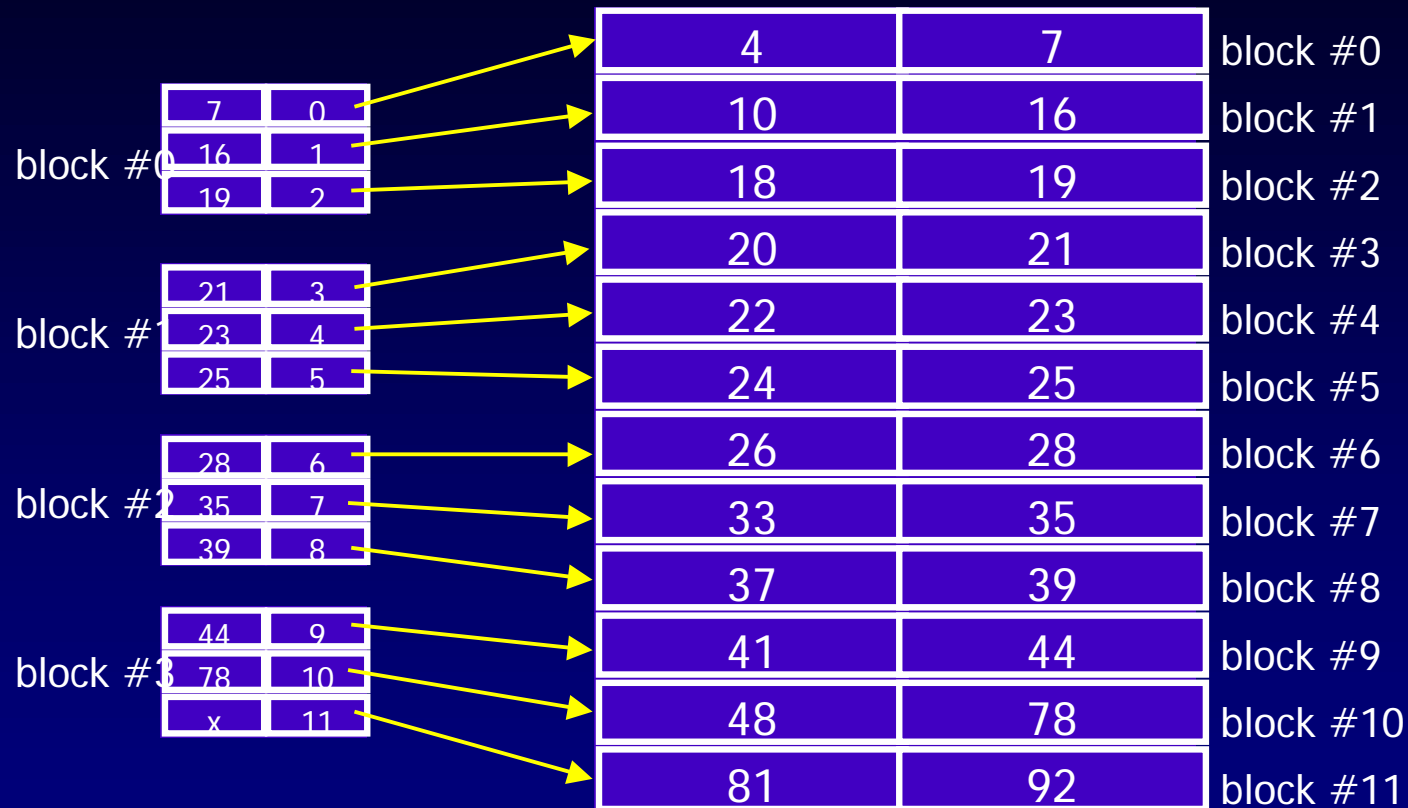 4 7 block #0
7 0
10 16 block #1
block #0 16 1
18 19 block #2
19 2
20 21 block #3
21 3
22 23 block #4
block #1 23 4
24 25 block #5
25 5
26 28 block #6
28 6
block #2 35 7
33 35 block #7
39 8
37 39 block #8
44 9
41 44 block #9
block #3 78 10
48 78 block #10
x 11
81 92 block #11